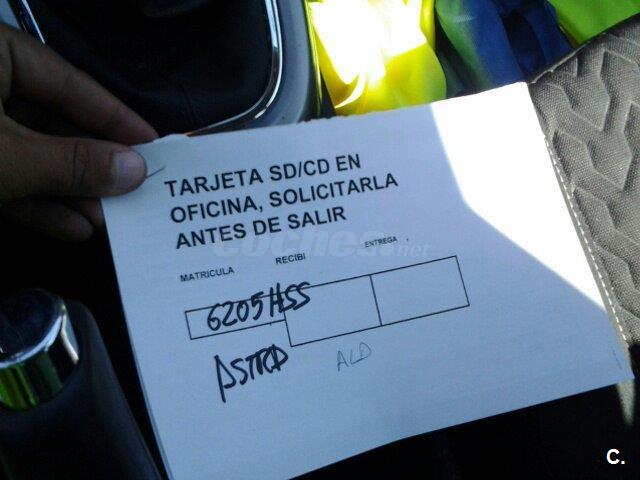 TARJETA SD/CD EN
OFICINA, SOLICITARLA
ANTES DE SALIR
coches.net
MATRICULA RECIBI ENTREGA
6205HSS
ASTRA
ALD
C.